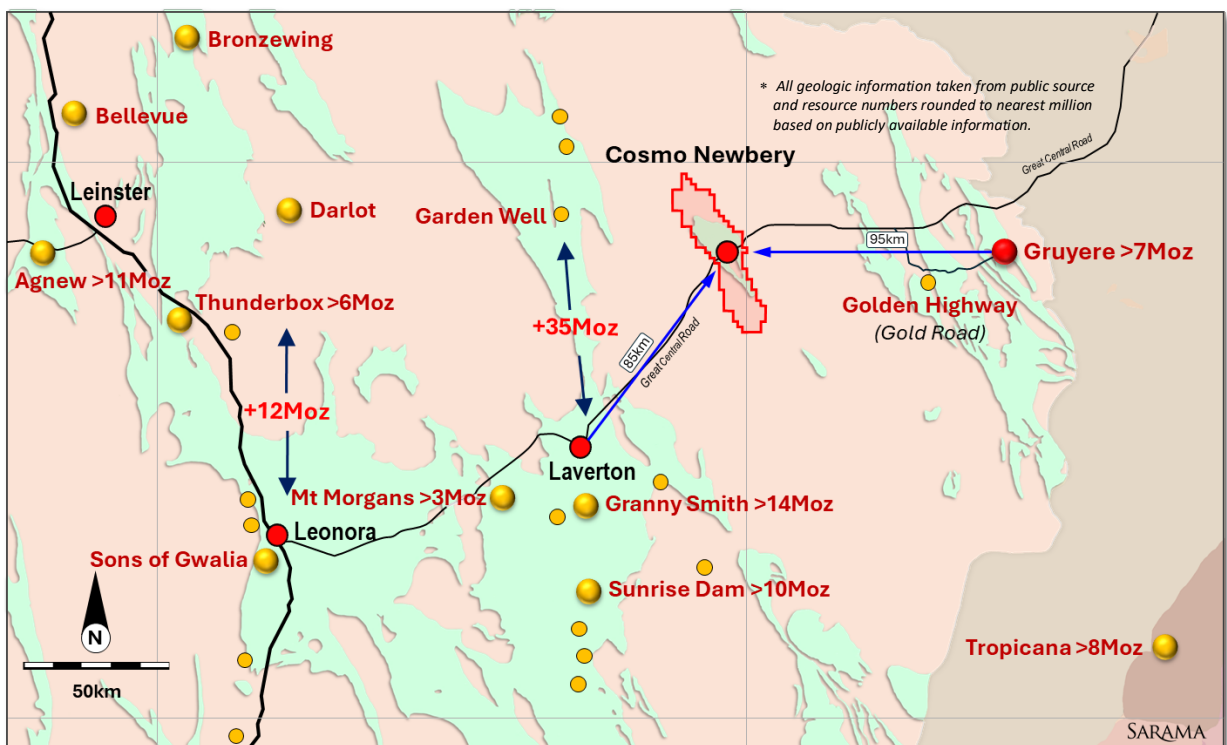 Bronzewing
* All geologic information taken from public source
and resource numbers rounded to nearest million
based on publicly available information.
Bellevue
Cosmo Newbery
Great Central Road
Leinster
Darlot
Garden Well
95km
Gruyere >7Moz
Agnew >11Moz
Thunderbox >6Moz
Golden Highway
(Gold Road)
+35Moz
85km
Great Central Road
+12Moz
Laverton
Mt Morgans >3Moz
Granny Smith >14Moz
Leonora
Sons of Gwalia
Sunrise Dam >10Moz
N
Tropicana >8Moz
50km
SARAMA